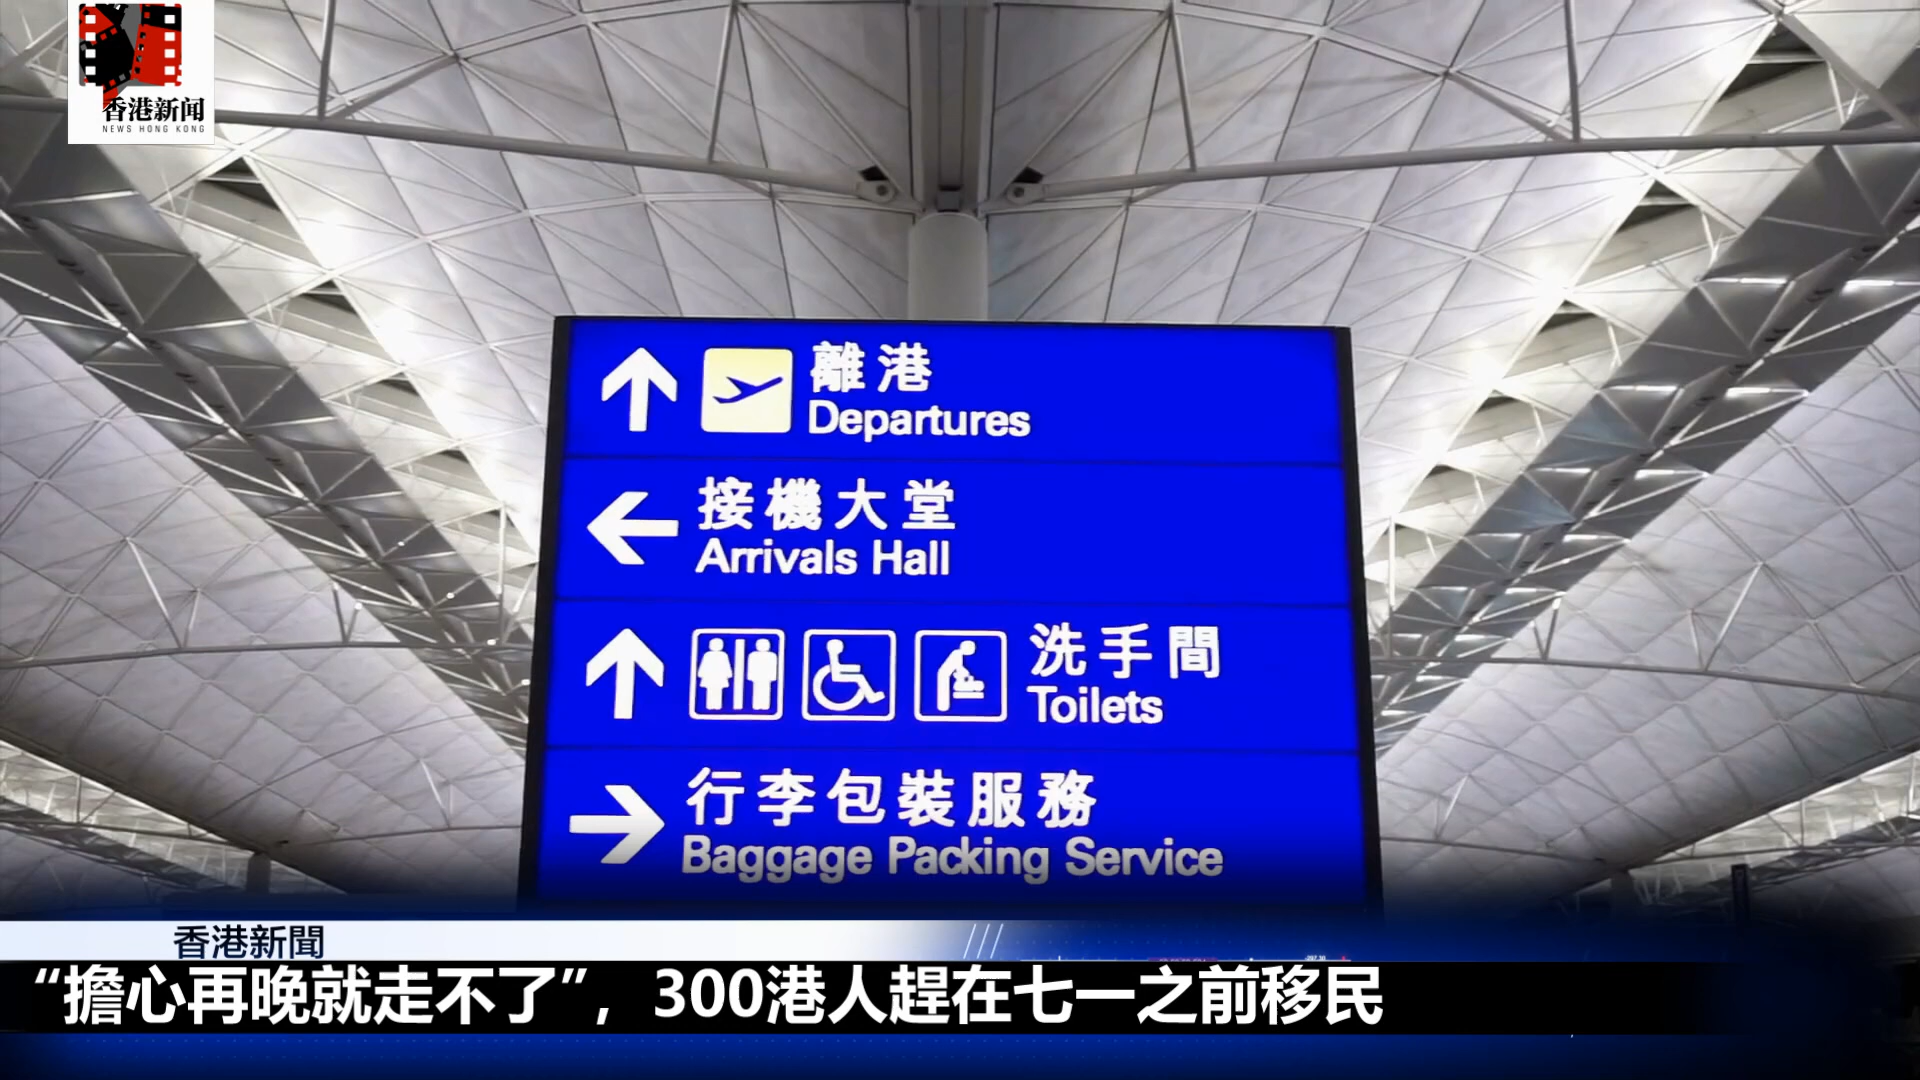 香港新闻
NEWS HONG KONG
離港
Departures
接機大堂
Arrivals Hall
洗手間
Toilets
行李包裝服務
Baggage Packing Service
香港新聞
“擔心再晚就走不了”，300港人趕在七一之前移民